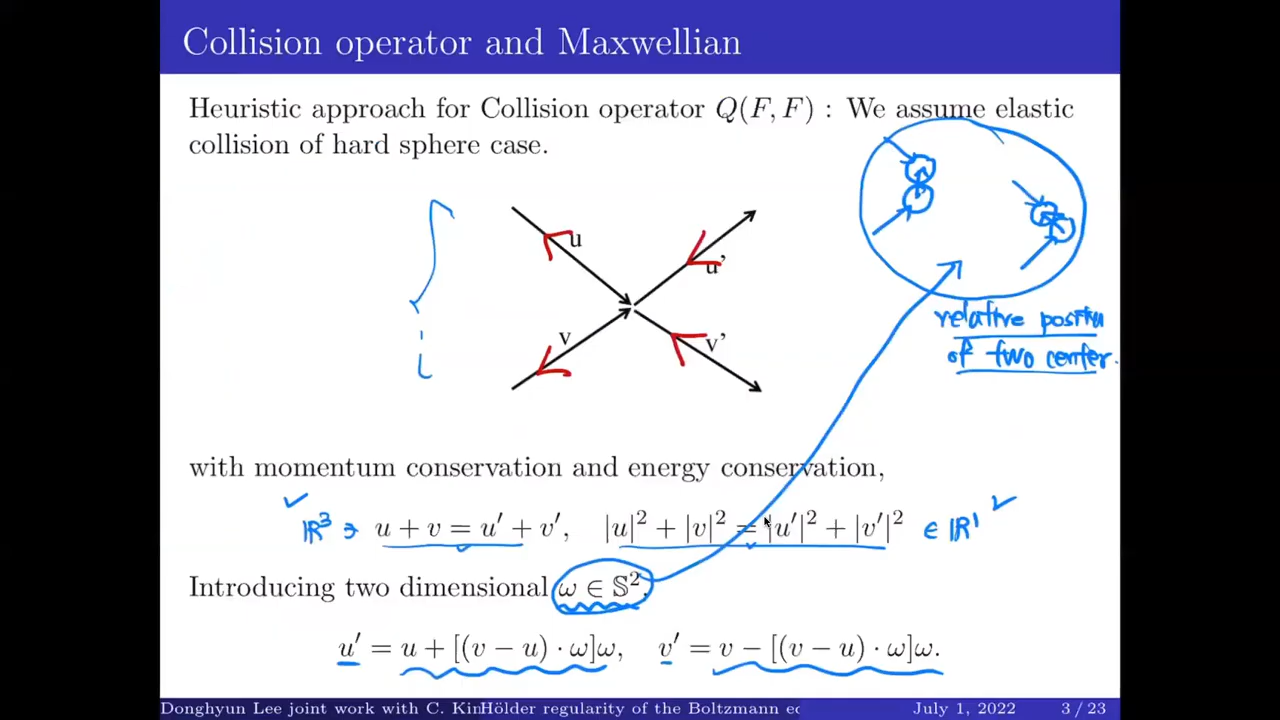 Collision operator and Maxwellian
Heuristic approach for Collision operator Q(F, F) : We assume elastic
collision of hard sphere case.
u
u'
v
v'
i
relative positu
of two center.
with momentum conservation and energy conservation,
ℝ³ ∋ u + v = u′ + v′, |u|² + |v|² = |u′|² + |v′|² ∈ ℝ¹
Introducing two dimensional ω ∈ 𝕊²,
u′ = u + [(v − u) · ω]ω, v′ = v − [(v − u) · ω]ω.
Donghyun Lee joint work with C. Kim Hölder regularity of the Boltzmann eq July 1, 2022 3 / 23